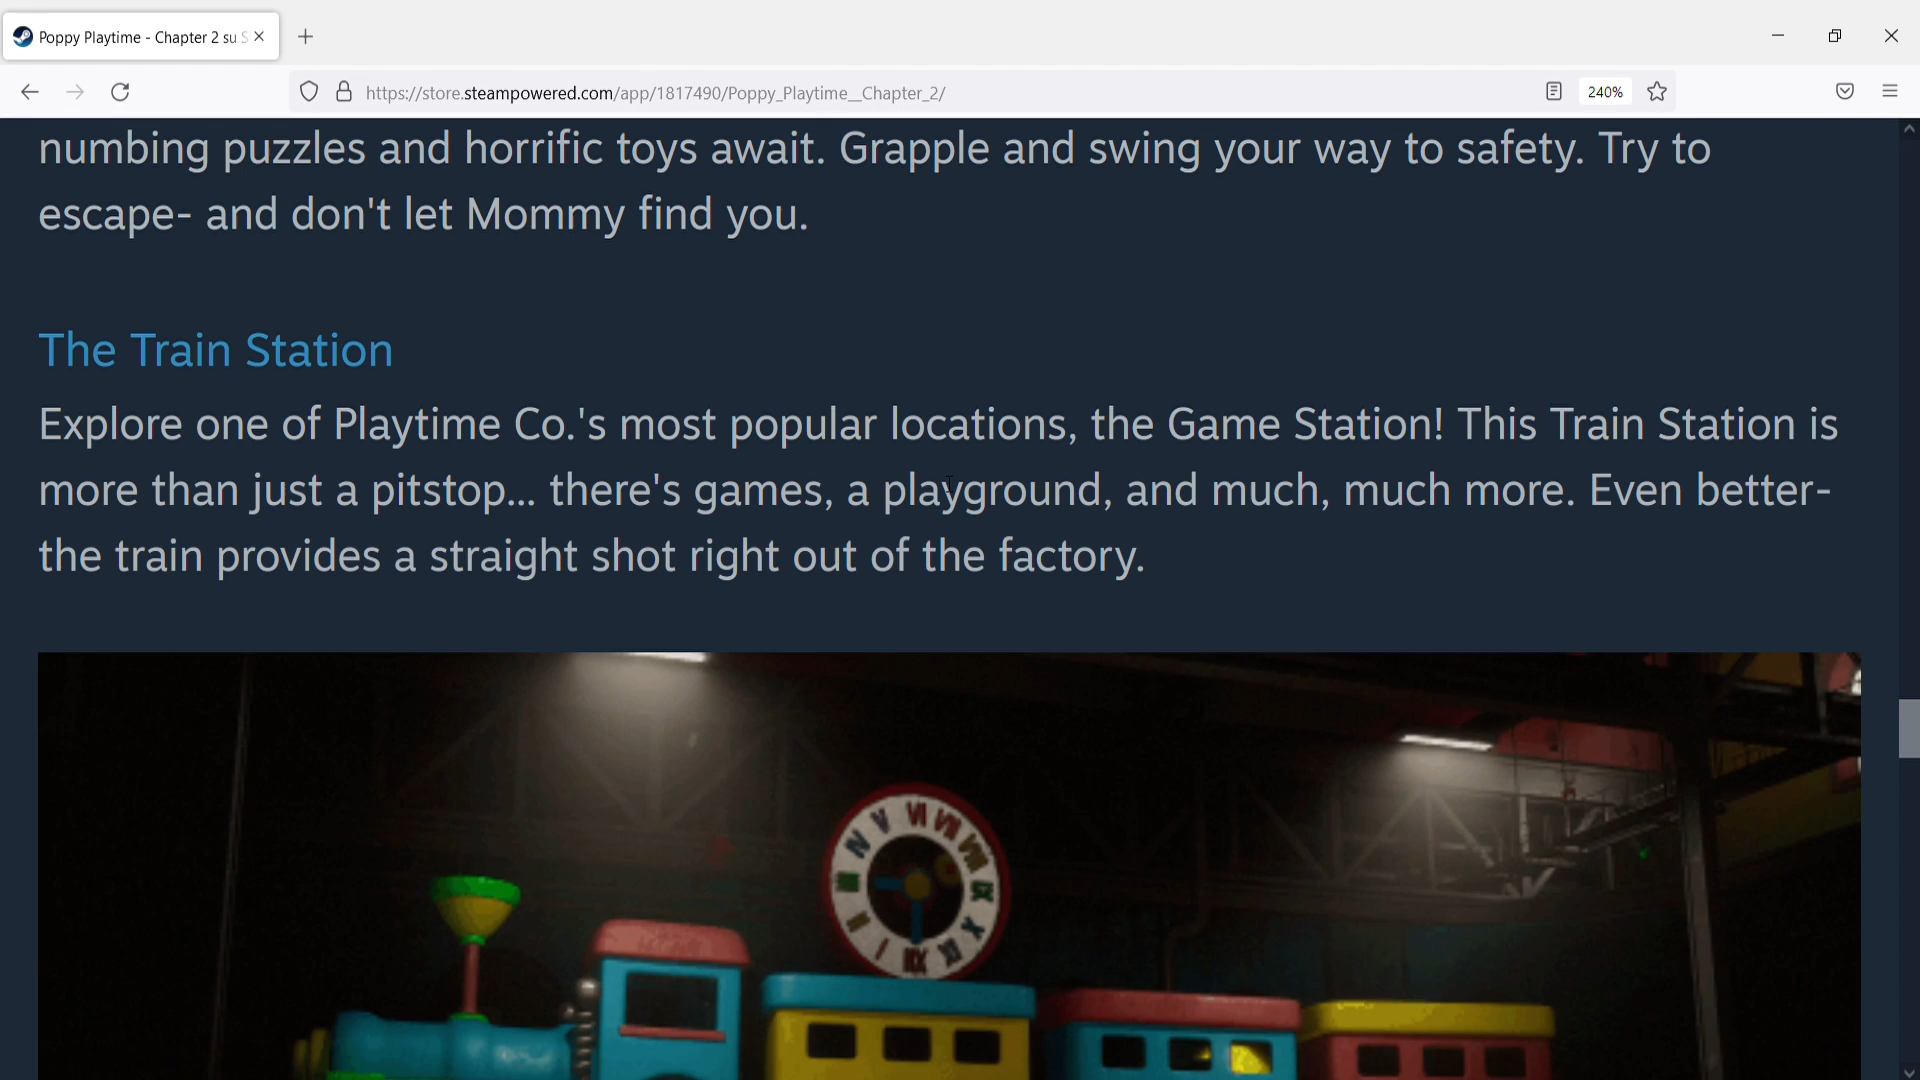 Poppy Playtime - Chapter 2 su S
https://store.steampowered.com/app/1817490/Poppy_Playtime__Chapter_2/
240%
numbing puzzles and horrific toys await. Grapple and swing your way to safety. Try to
escape- and don't let Mommy find you.
The Train Station
Explore one of Playtime Co.'s most popular locations, the Game Station! This Train Station is
more than just a pitstop... there's games, a playground, and much, much more. Even better-
the train provides a straight shot right out of the factory.